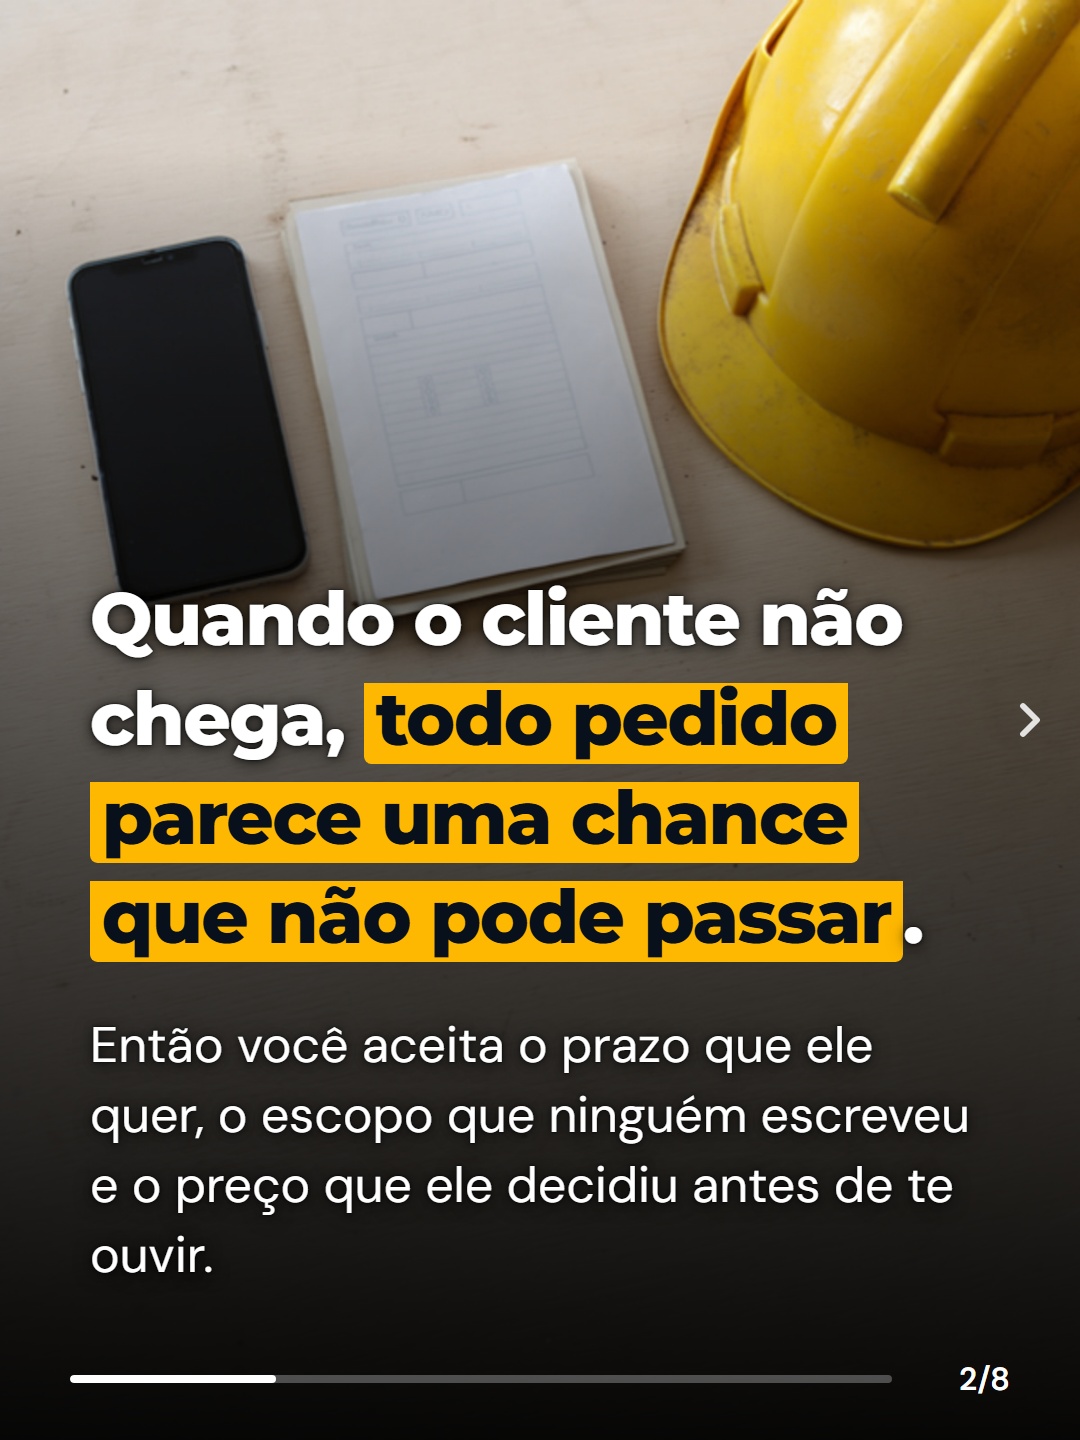 Quando o cliente não
chega, todo pedido
parece uma chance
que não pode passar.
Então você aceita o prazo que ele
quer, o escopo que ninguém escreveu
e o preço que ele decidiu antes de te
ouvir.
2/8